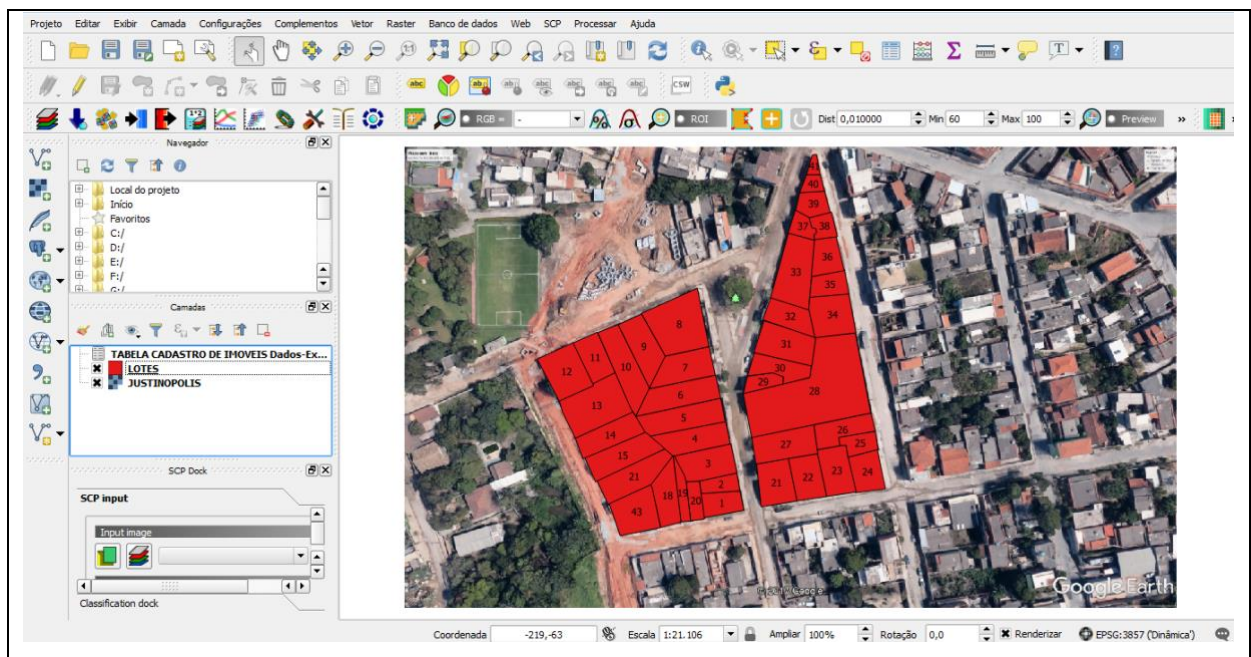 Projeto Editar Exibir Camada Configurações Complementos Vetor Raster Banco de dados Web SCP Processar Ajuda
RGB = - ROI Dist 0,010000 Min 60 Max 100 Preview »
Navegador
Local do projeto
Início
Favoritos
C:/
D:/
E:/
F:/
G:/
Camadas
TABELA CADASTRO DE IMOVEIS Dados-Ex...
LOTES
JUSTINOPOLIS
SCP Dock
SCP input
Input image
Classification dock
40
39
37 38
36
33
35
32 34
31
30
29
28
26
27 25
21 22 23 24
8
9
11
10 7
12
6
13
5
14 4
15 3
21
2
18 19 20 1
43
Google Earth
Coordenada -219,-63 Escala 1:21.106 Ampliar 100% Rotação 0,0 Renderizar EPSG:3857 ('Dinâmica')